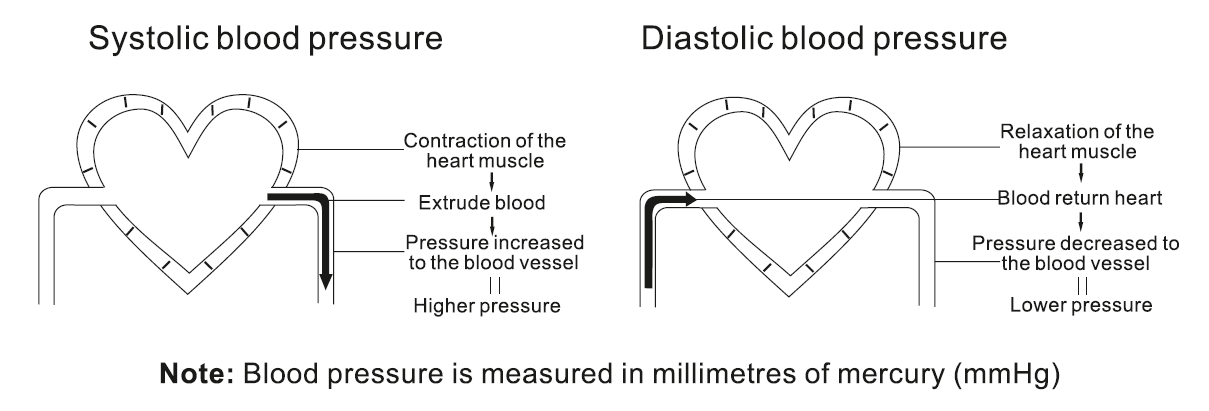 Systolic blood pressure
Contraction of the
heart muscle
Extrude blood
Pressure increased
to the blood vessel
Higher pressure
Diastolic blood pressure
Relaxation of the
heart muscle
Blood return heart
Pressure decreased to
the blood vessel
Lower pressure
Note: Blood pressure is measured in millimetres of mercury (mmHg)